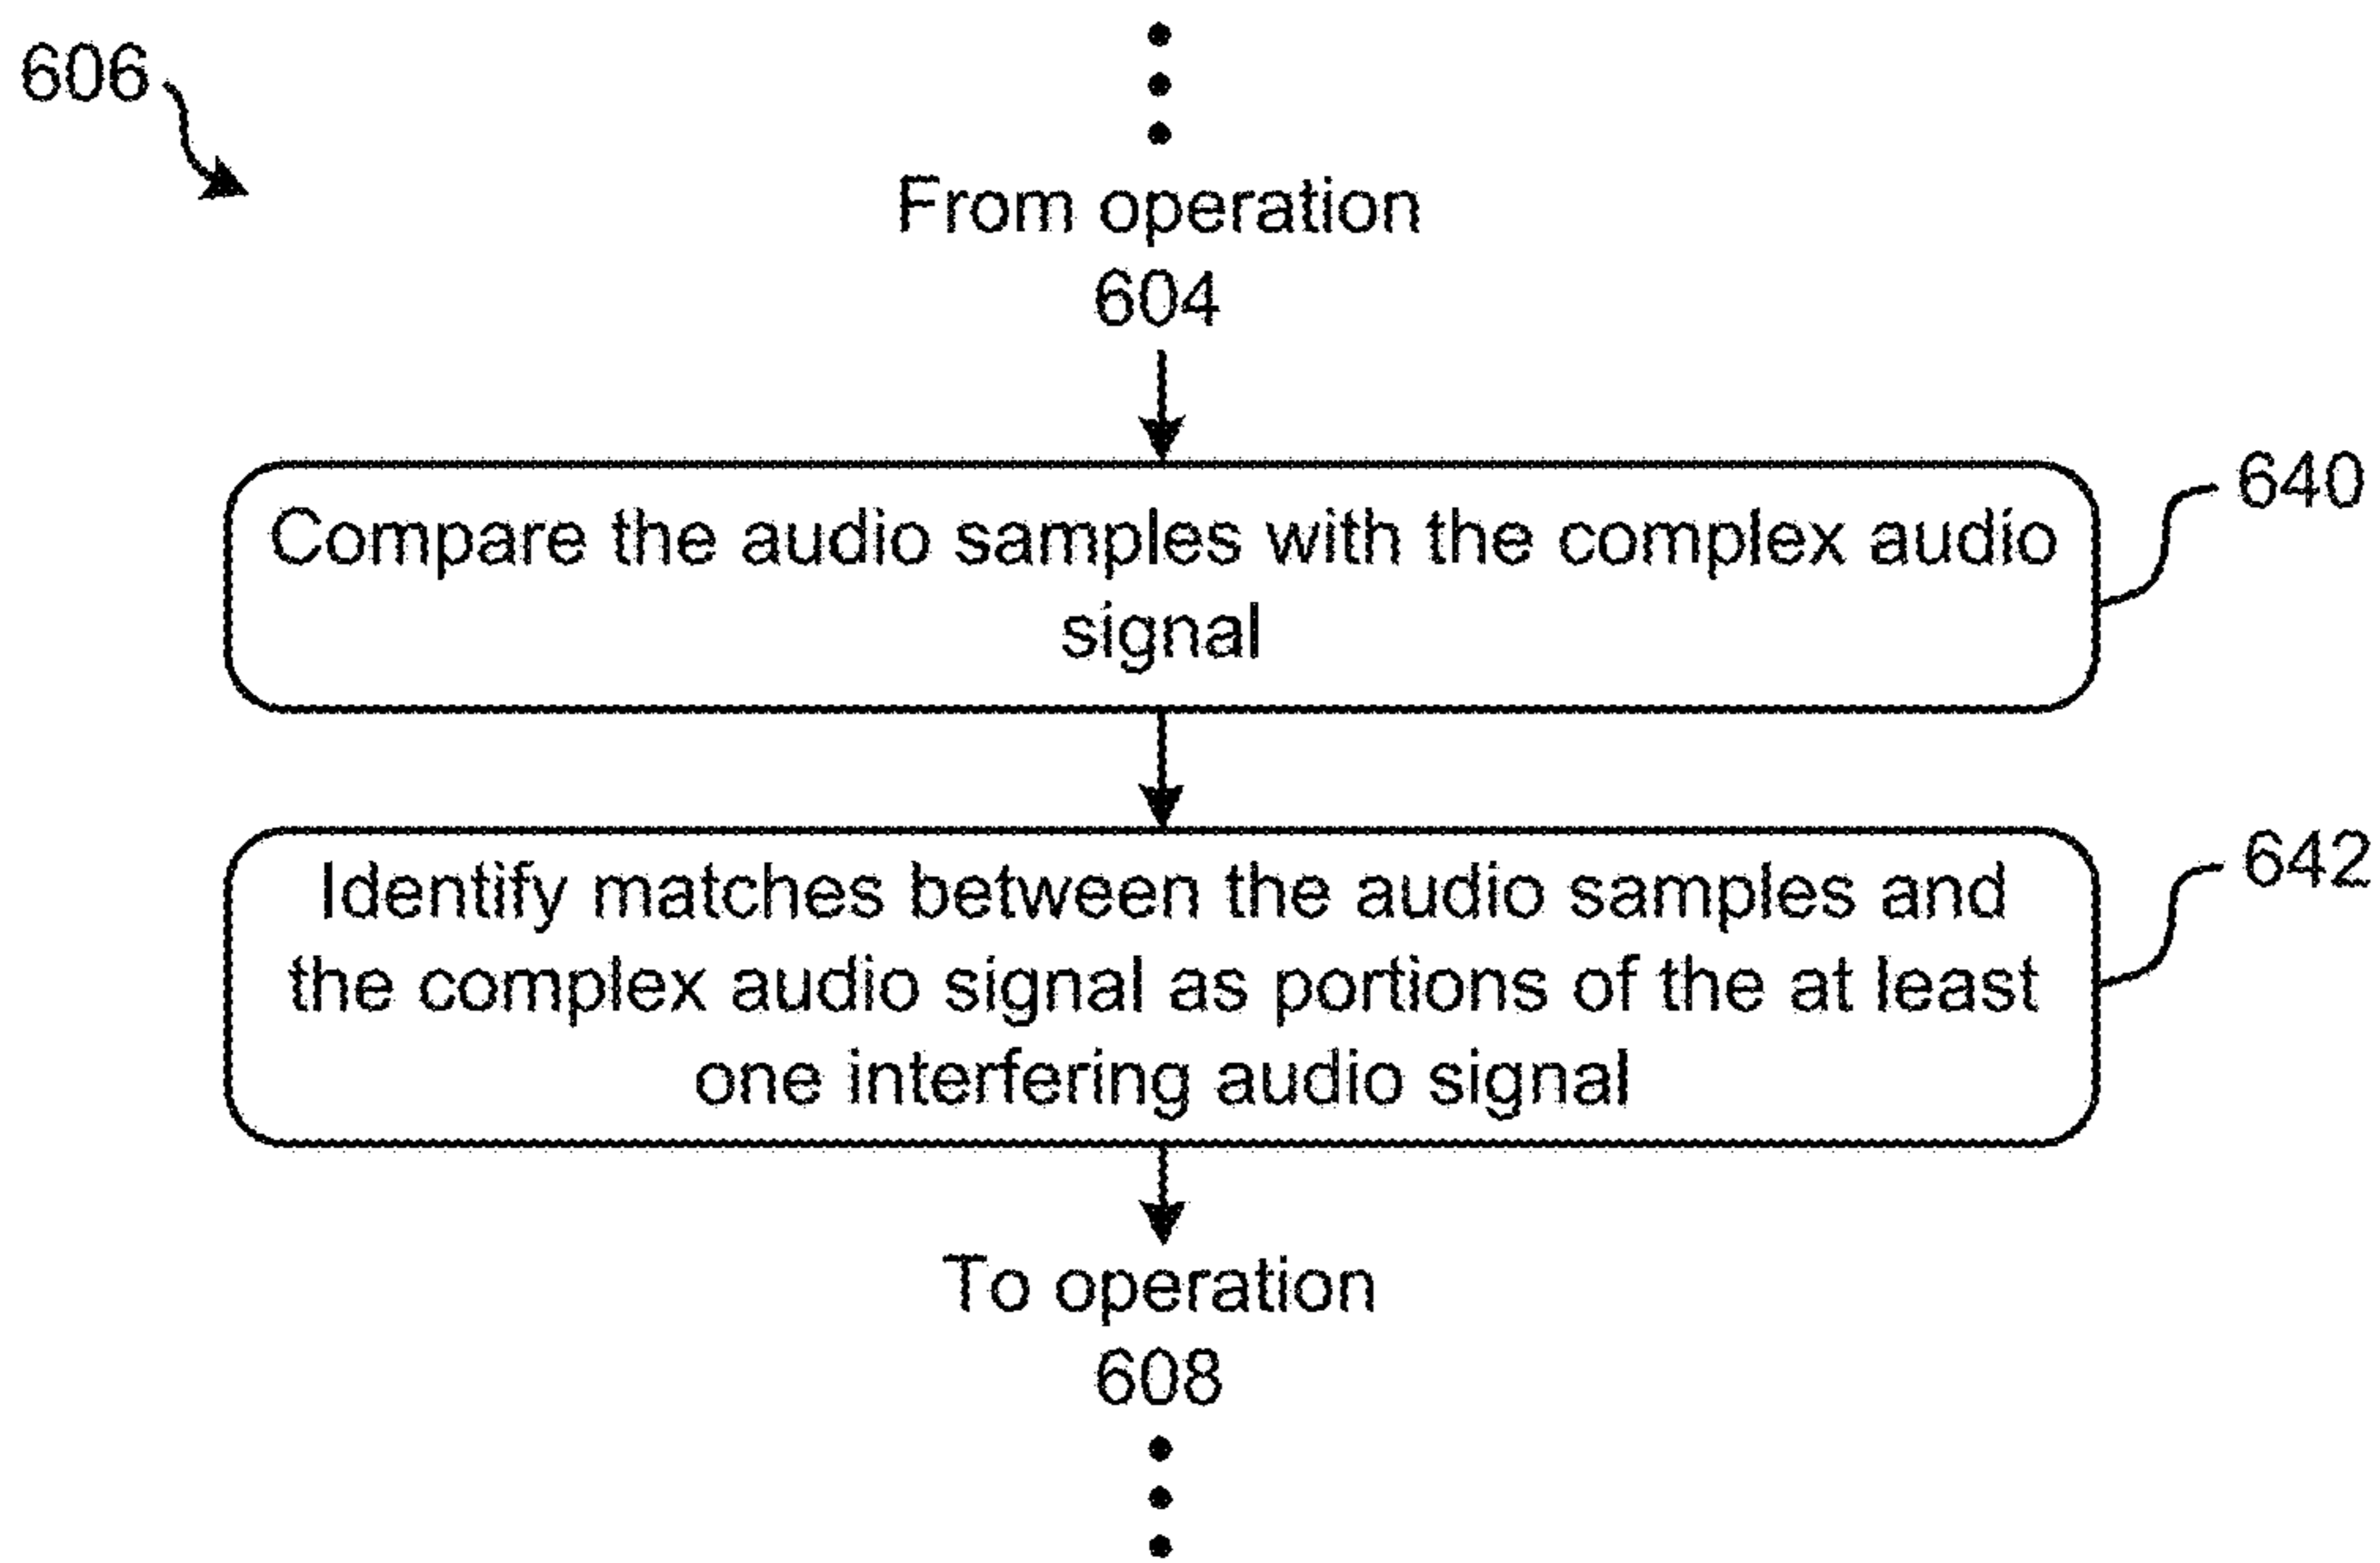 606
From operation
604
Compare the audio samples with the complex audio
signal
640
Identify matches between the audio samples and
the complex audio signal as portions of the at least
one interfering audio signal
642
To operation
608